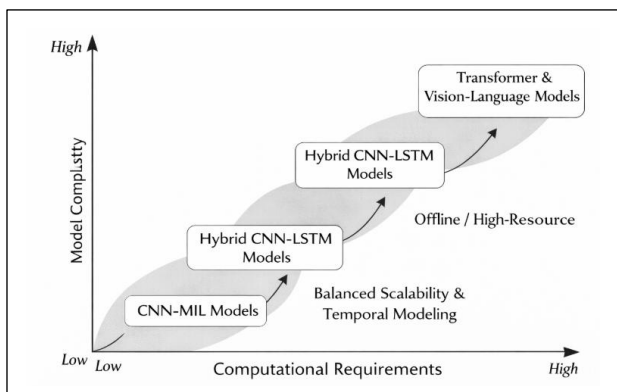 High
Transformer &
Vision-Language Models
Hybrid CNN-LSTM
Models
Offline / High-Resource
Hybrid CNN-LSTM
Models
Balanced Scalability &
Temporal Modeling
CNN-MIL Models
Model Complstty
Low
Low
Computational Requirements
High